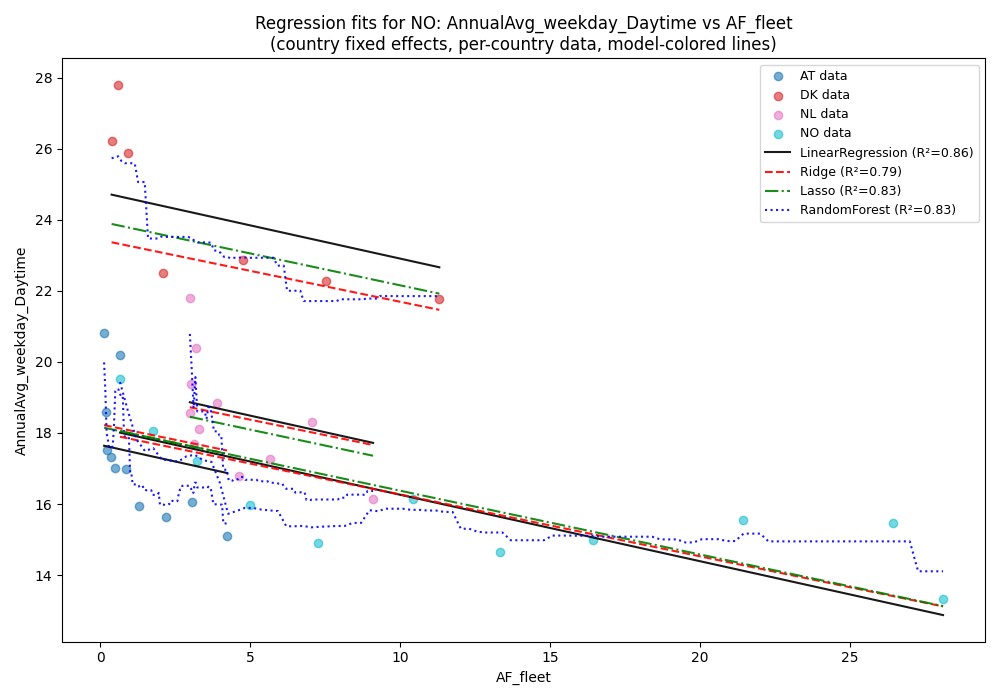 Regression fits for NO: AnnualAvg_weekday_Daytime vs AF_fleet
(country fixed effects, per-country data, model-colored lines)
AT data
DK data
NL data
NO data
LinearRegression (R²=0.86)
Ridge (R²=0.79)
Lasso (R²=0.83)
RandomForest (R²=0.83)
AnnualAvg_weekday_Daytime
28
26
24
22
20
18
16
14
0
5
10
15
20
25
AF_fleet